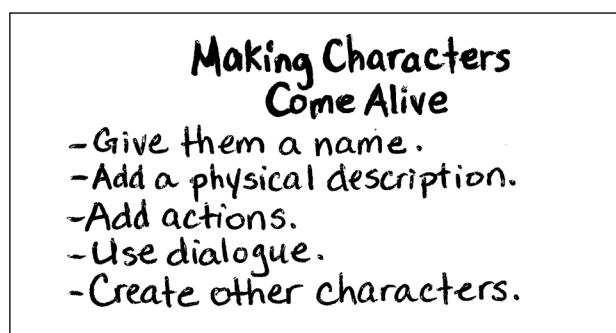 Making Characters
Come Alive
-Give them a name.
-Add a physical description.
-Add actions.
-Use dialogue.
-Create other characters.